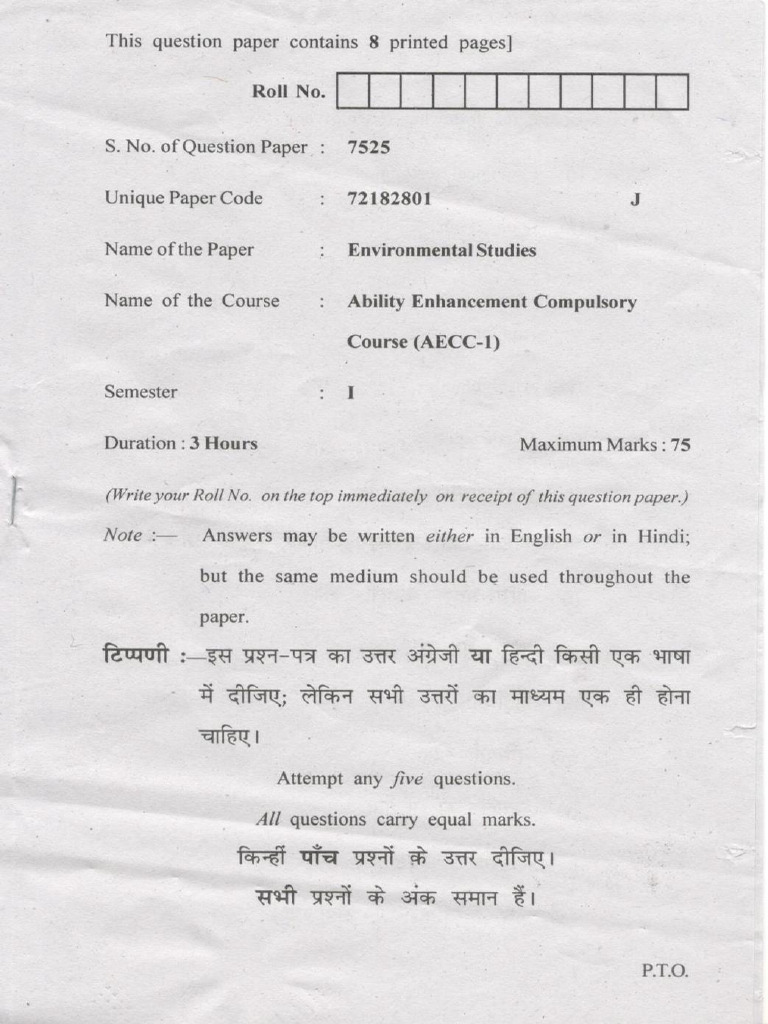 This question paper contains 8 printed pages]
Roll No.
S. No. of Question Paper : 7525
Unique Paper Code : 72182801 J
Name of the Paper : Environmental Studies
Name of the Course : Ability Enhancement Compulsory
Course (AECC-1)
Semester : I
Duration : 3 Hours Maximum Marks : 75
(Write your Roll No. on the top immediately on receipt of this question paper.)
Note :— Answers may be written either in English or in Hindi;
but the same medium should be used throughout the
paper.
टिप्पणी :—इस प्रश्न-पत्र का उत्तर अंग्रेजी या हिन्दी किसी एक भाषा
में दीजिए; लेकिन सभी उत्तरों का माध्यम एक ही होना
चाहिए।
Attempt any five questions.
All questions carry equal marks.
किन्हीं पाँच प्रश्नों के उत्तर दीजिए।
सभी प्रश्नों के अंक समान हैं।
P.T.O.